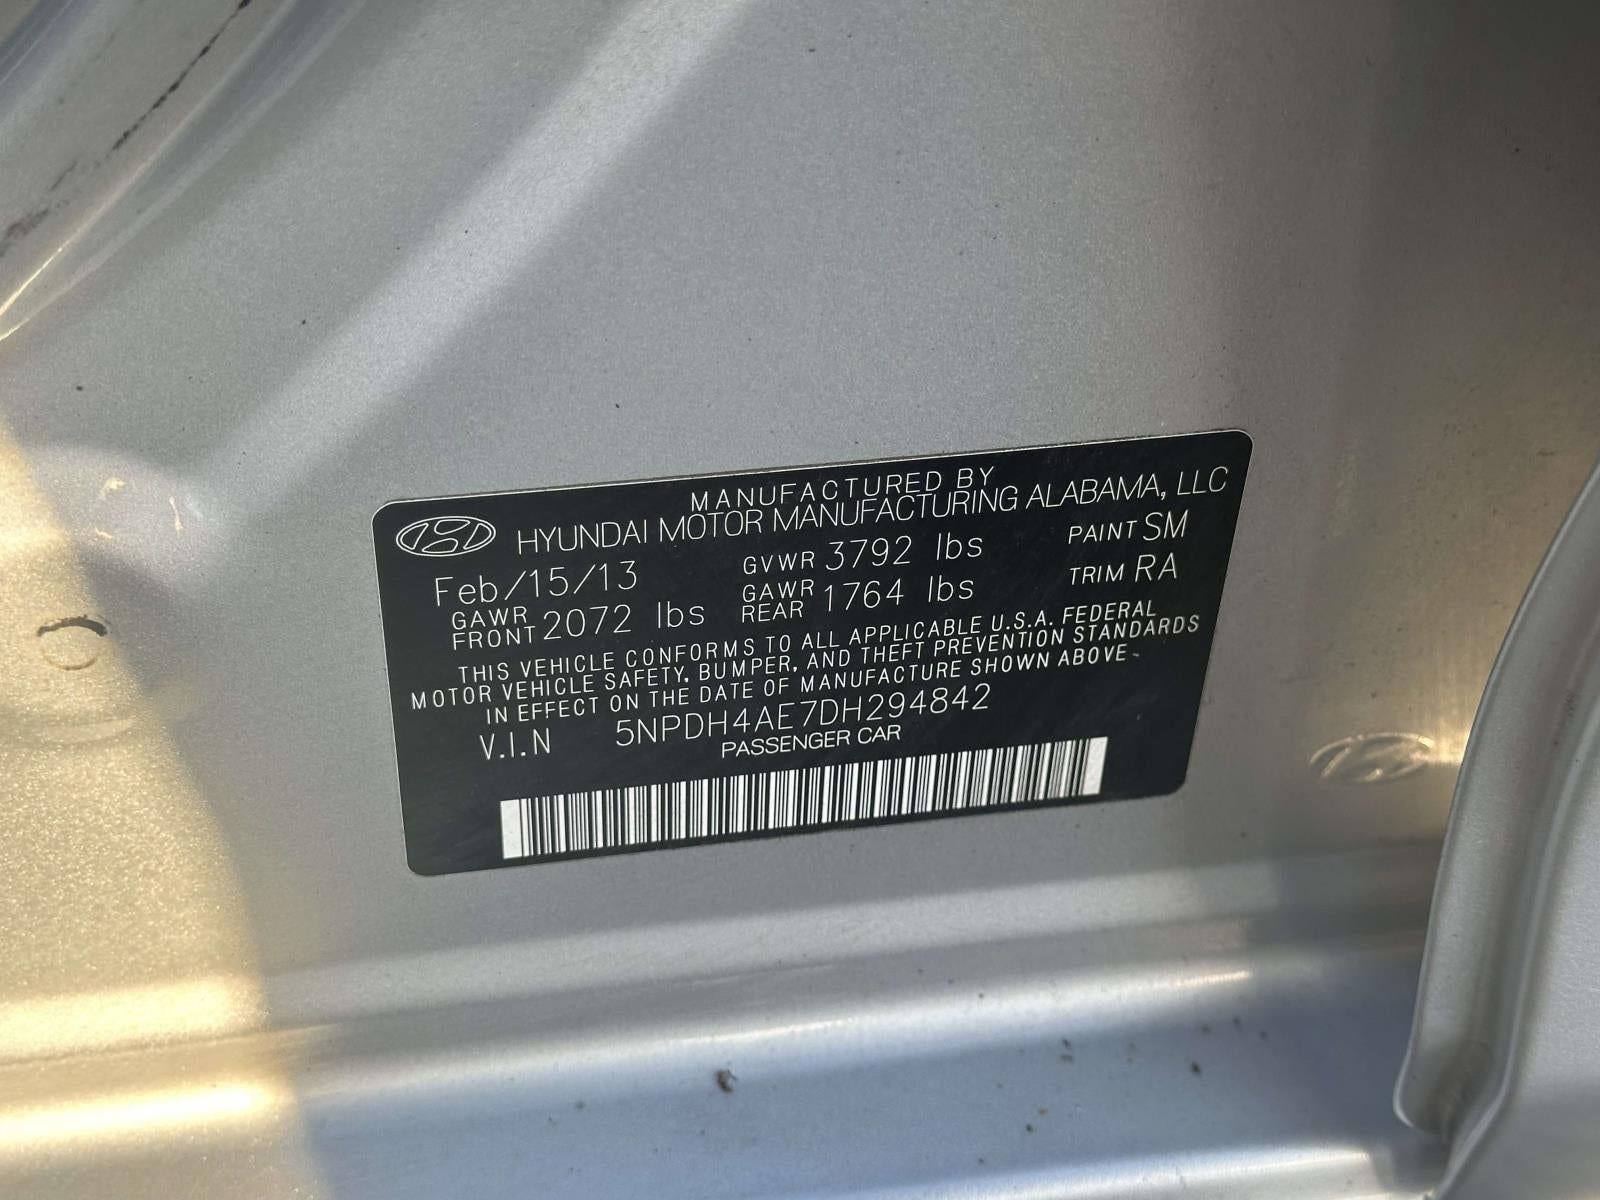 MANUFACTURED BY
HYUNDAI MOTOR MANUFACTURING ALABAMA, LLC
Feb/15/13 GVWR 3792 lbs PAINT SM
GAWR FRONT 2072 lbs GAWR REAR 1764 lbs TRIM RA
THIS VEHICLE CONFORMS TO ALL APPLICABLE U.S.A. FEDERAL
MOTOR VEHICLE SAFETY, BUMPER, AND THEFT PREVENTION STANDARDS
IN EFFECT ON THE DATE OF MANUFACTURE SHOWN ABOVE.
V.I.N 5NPDH4AE7DH294842
PASSENGER CAR